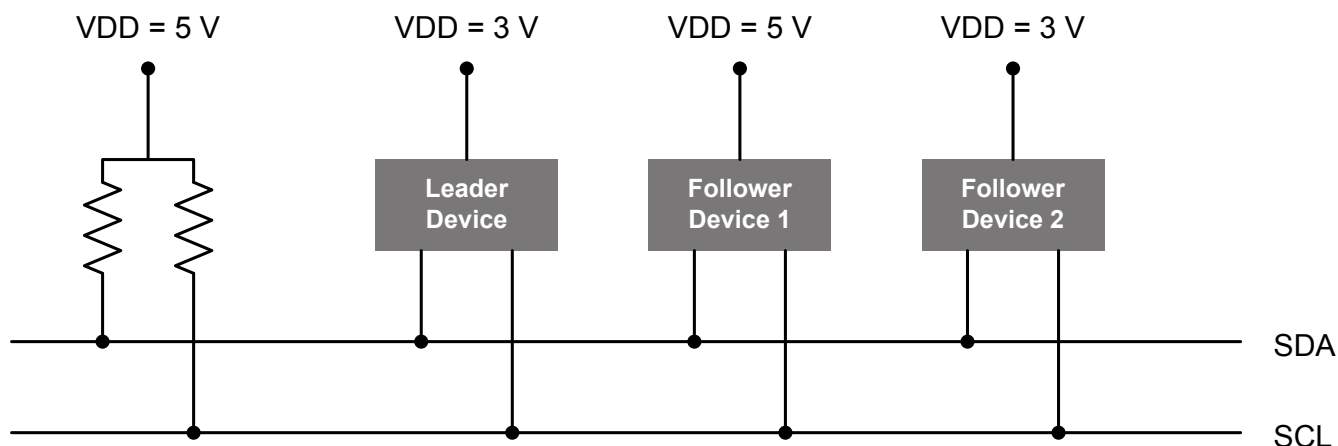 VDD = 5 V
VDD = 3 V
VDD = 5 V
VDD = 3 V
Leader
Device
Follower
Device 1
Follower
Device 2
SDA
SCL